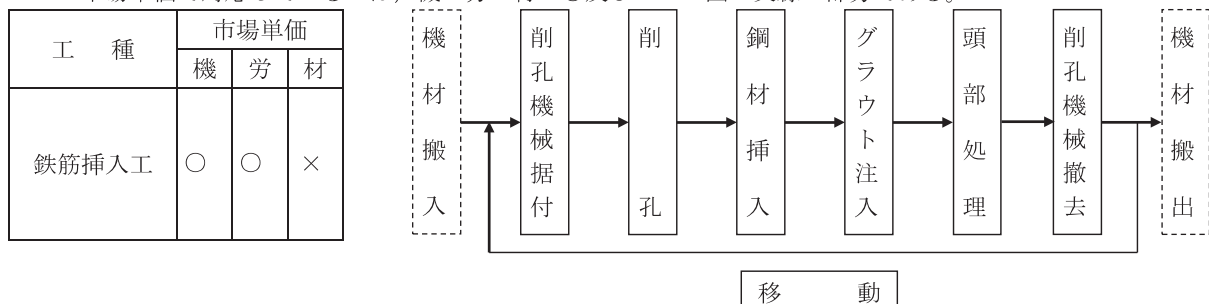 工種
市場単価
機 労 材
鉄筋挿入工 ○ ○ ×
機材搬入
削孔機械据付
削孔
鋼材挿入
グラウト注入
頭部処理
削孔機械撤去
機材搬出
移動